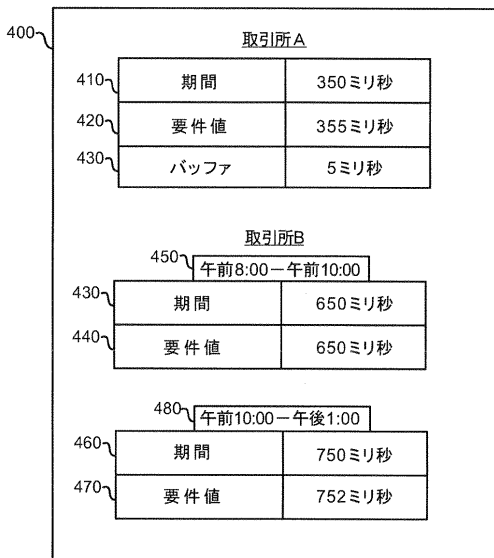 400
取引所A
410 期間 350ミリ秒
420 要件値 355ミリ秒
430 バッファ 5ミリ秒
取引所B
450 午前8:00-午前10:00
430 期間 650ミリ秒
440 要件値 650ミリ秒
480 午前10:00-午後1:00
460 期間 750ミリ秒
470 要件値 752ミリ秒